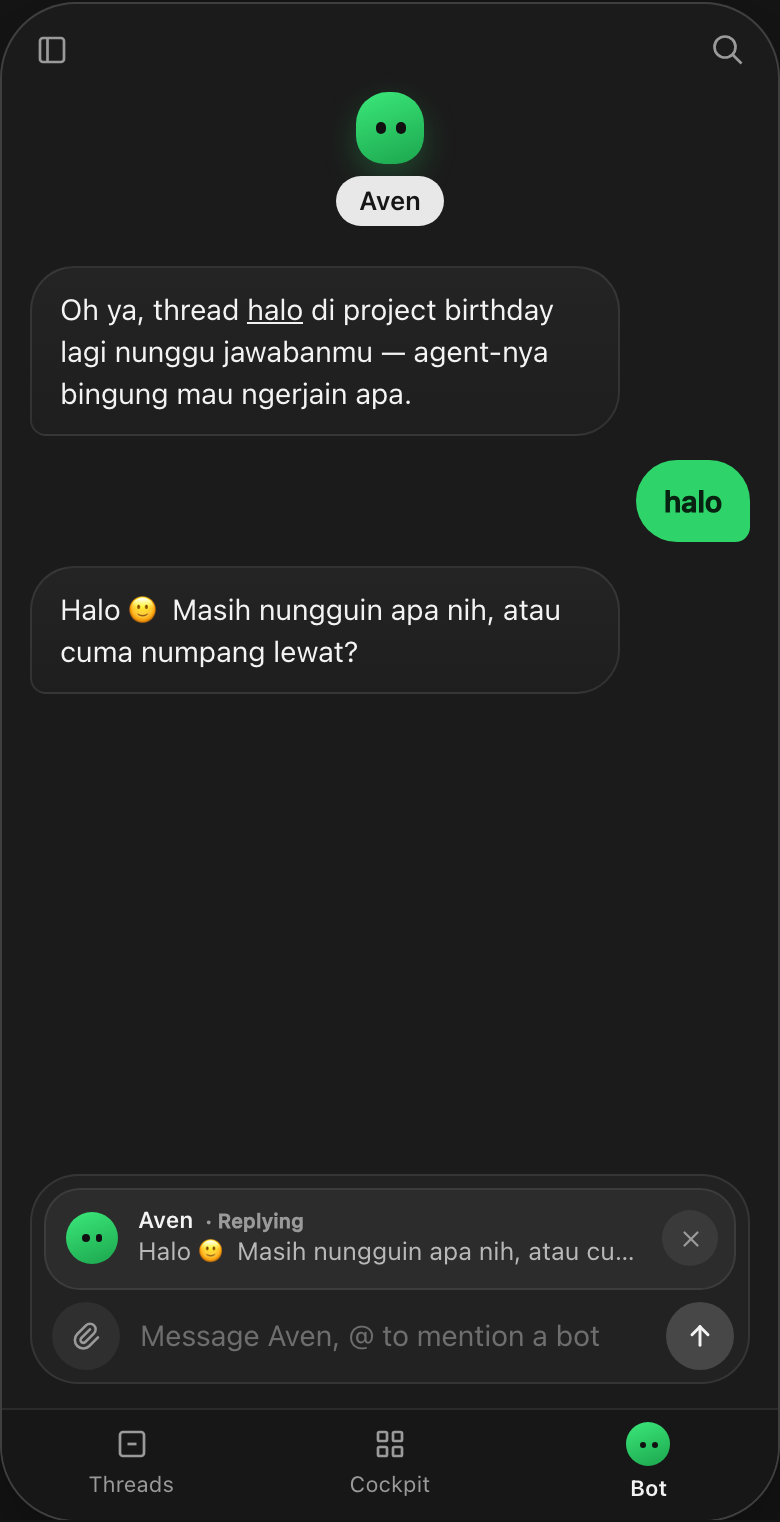 Aven
Oh ya, thread halo di project birthday
lagi nunggu jawabanmu — agent-nya
bingung mau ngerjain apa.
halo
Halo 🙂 Masih nungguin apa nih, atau
cuma numpang lewat?
Aven · Replying
Halo 🙂 Masih nungguin apa nih, atau cu...
Message Aven, @ to mention a bot
Threads
Cockpit
Bot